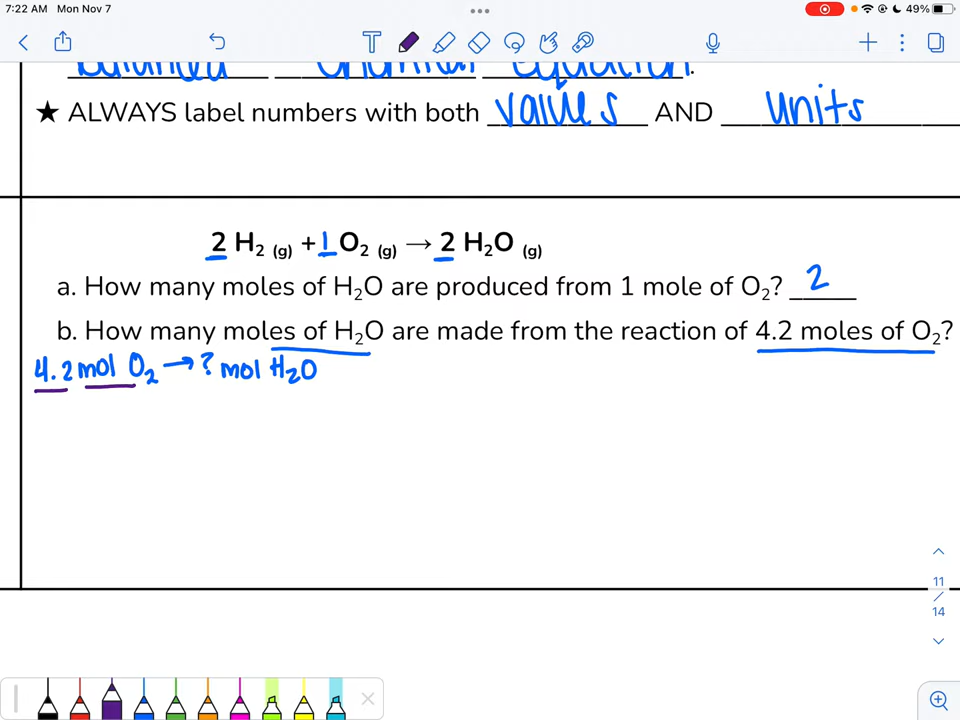 7:22 AM Mon Nov 7
49%
balanced chemical equation.
★ ALWAYS label numbers with both values AND units
2 H₂ (g) + 1 O₂ (g) → 2 H₂O (g)
a. How many moles of H₂O are produced from 1 mole of O₂? 2
b. How many moles of H₂O are made from the reaction of 4.2 moles of O₂?
4.2 mol O₂ → ? mol H₂O
11
/
14